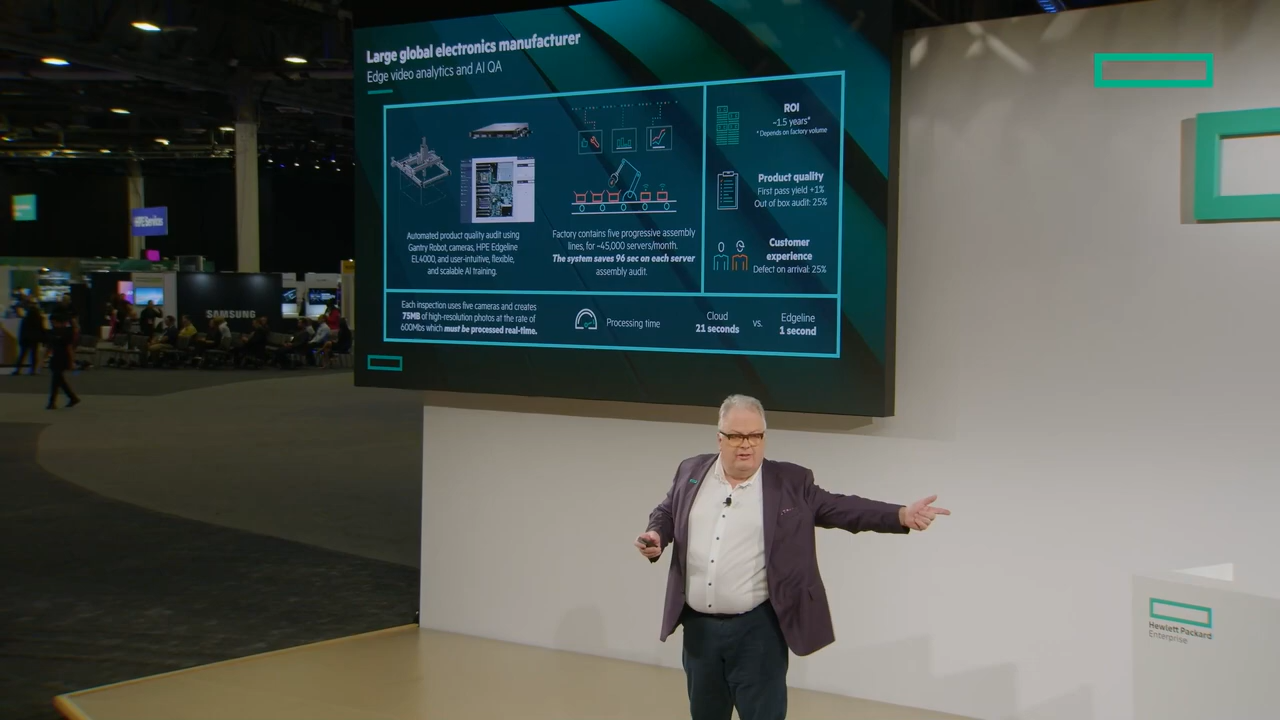 Large global electronics manufacturer
Edge video analytics and AI QA
Automated product quality audit using
Gantry Robot, cameras, HPE Edgeline
EL4000, and user-intuitive, flexible,
and scalable AI training.
Factory contains five progressive assembly
lines, for ~45,000 servers/month.
The system saves 96 sec on each server
assembly audit.
ROI
~1.5 years*
* Depends on factory volume
Product quality
First pass yield +1%
Out of box audit: 25%
Customer
experience
Defect on arrival: 25%
Each inspection uses five cameras and creates
75MB of high-resolution photos at the rate of
600Mbs which must be processed real-time.
Processing time
Cloud
21 seconds
vs.
Edgeline
1 second
HPE Services
SAMSUNG
Hewlett Packard
Enterprise